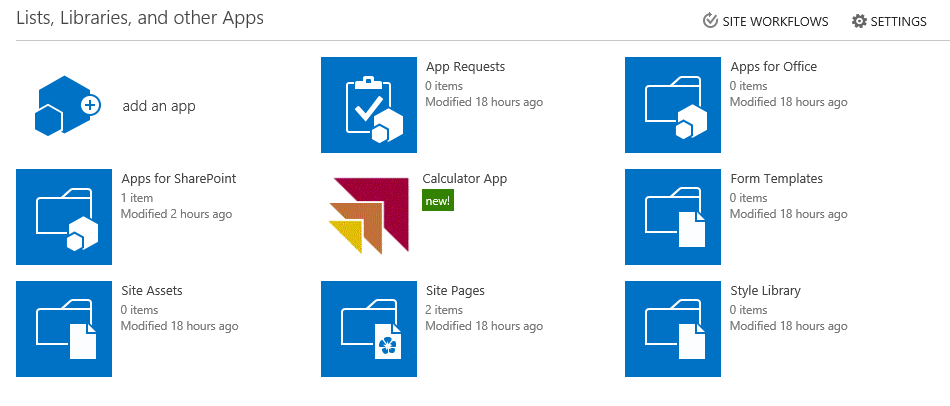 Lists, Libraries, and other Apps
SITE WORKFLOWS
SETTINGS
add an app
App Requests
0 items
Modified 18 hours ago
Apps for Office
0 items
Modified 18 hours ago
Apps for SharePoint
1 item
Modified 2 hours ago
Calculator App
new!
Form Templates
0 items
Modified 18 hours ago
Site Assets
0 items
Modified 18 hours ago
Site Pages
2 items
Modified 18 hours ago
Style Library
0 items
Modified 18 hours ago